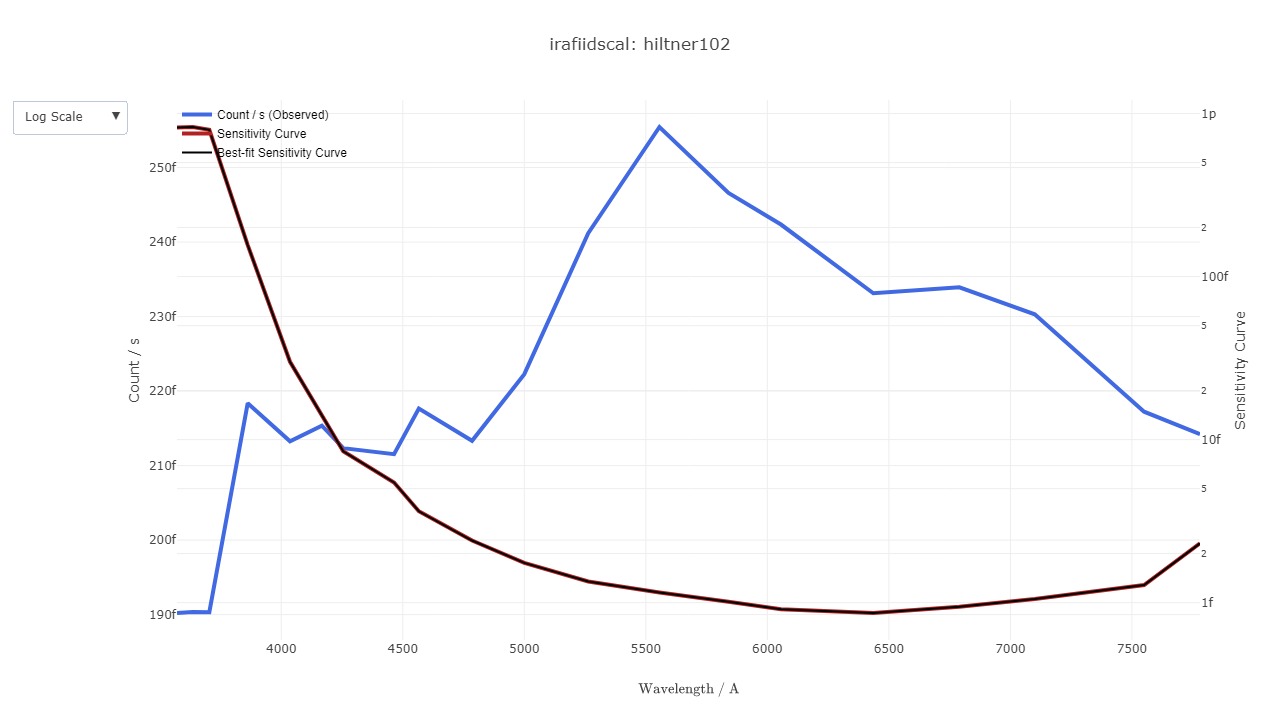 irafiidscal: hiltner102
Log Scale ▼
Count / s (Observed)
Sensitivity Curve
Best-fit Sensitivity Curve
250f
240f
230f
220f
210f
200f
190f
Count / s
1p
5
2
100f
5
2
10f
5
2
1f
Sensitivity Curve
4000 4500 5000 5500 6000 6500 7000 7500
Wavelength / A